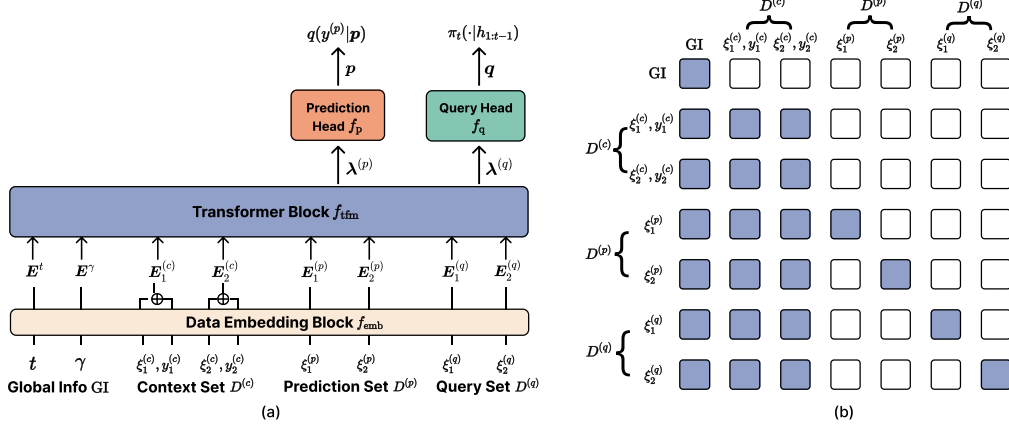 q(y^{(p)}|p)
π_t(·|h_{1:t−1})
p
q
Prediction
Head f_p
Query Head
f_q
λ^{(p)}
λ^{(q)}
Transformer Block f_tfm
E^t E^γ E_1^{(c)} E_2^{(c)} E_1^{(p)} E_2^{(p)} E_1^{(q)} E_2^{(q)}
⊕ ⊕
Data Embedding Block f_emb
t γ ξ_1^{(c)}, y_1^{(c)} ξ_2^{(c)}, y_2^{(c)} ξ_1^{(p)} ξ_2^{(p)} ξ_1^{(q)} ξ_2^{(q)}
Global Info GI Context Set D^{(c)} Prediction Set D^{(p)} Query Set D^{(q)}
(a)
D^{(c)} D^{(p)} D^{(q)}
GI ξ_1^{(c)}, y_1^{(c)} ξ_2^{(c)}, y_2^{(c)} ξ_1^{(p)} ξ_2^{(p)} ξ_1^{(q)} ξ_2^{(q)}
GI
D^{(c)}
ξ_1^{(c)}, y_1^{(c)}
ξ_2^{(c)}, y_2^{(c)}
D^{(p)}
ξ_1^{(p)}
ξ_2^{(p)}
D^{(q)}
ξ_1^{(q)}
ξ_2^{(q)}
(b)